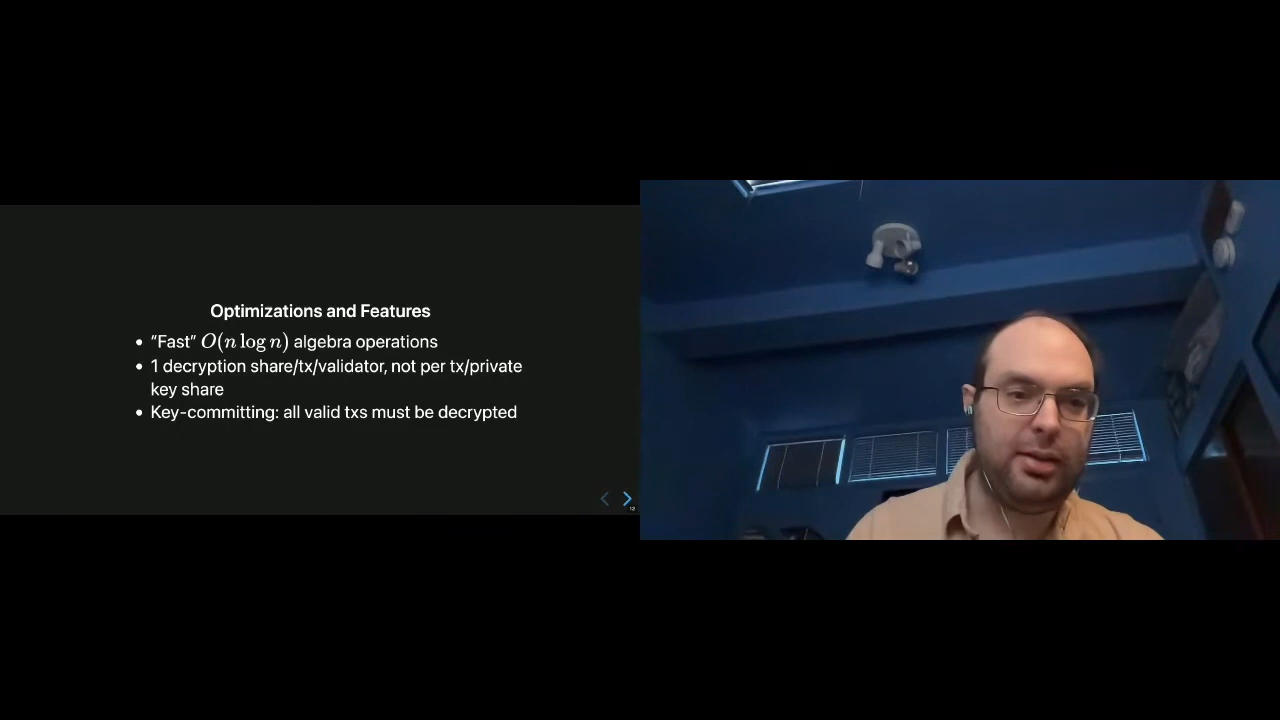 Optimizations and Features
• “Fast” O(n log n) algebra operations
• 1 decryption share/tx/validator, not per tx/private
key share
• Key-committing: all valid txs must be decrypted
12